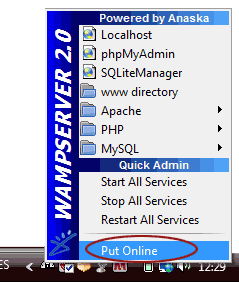 Powered by Anaska
WAMPSERVER 2.0
Localhost
phpMyAdmin
SQLiteManager
www directory
Apache
PHP
MySQL
Quick Admin
Start All Services
Stop All Services
Restart All Services
Put Online
ES
12:29